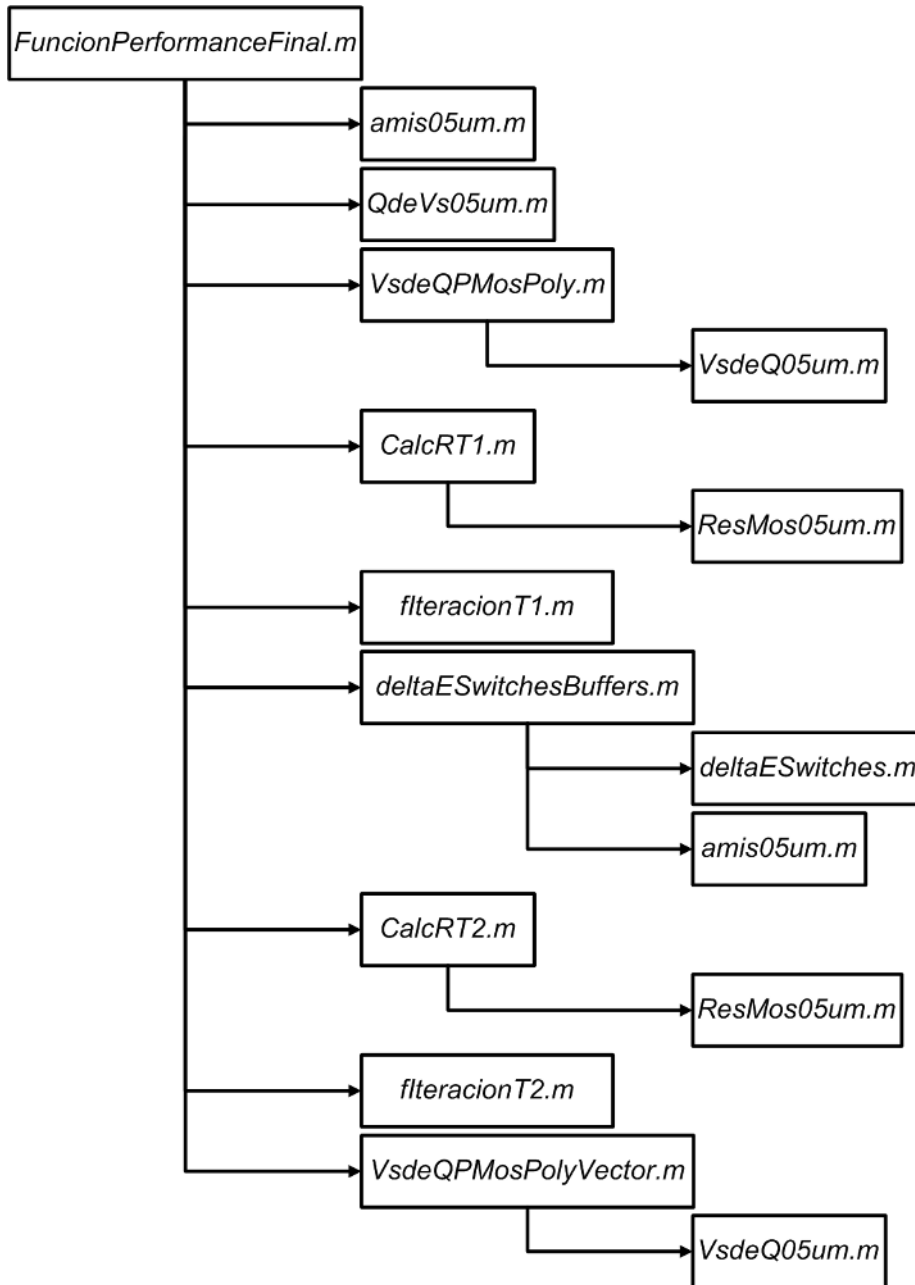 FuncionPerformanceFinal.m
amis05um.m
QdeVs05um.m
VsdeQPMosPoly.m
VsdeQ05um.m
CalcRT1.m
ResMos05um.m
fIteracionT1.m
deltaESwitchesBuffers.m
deltaESwitches.m
amis05um.m
CalcRT2.m
ResMos05um.m
fIteracionT2.m
VsdeQPMosPolyVector.m
VsdeQ05um.m